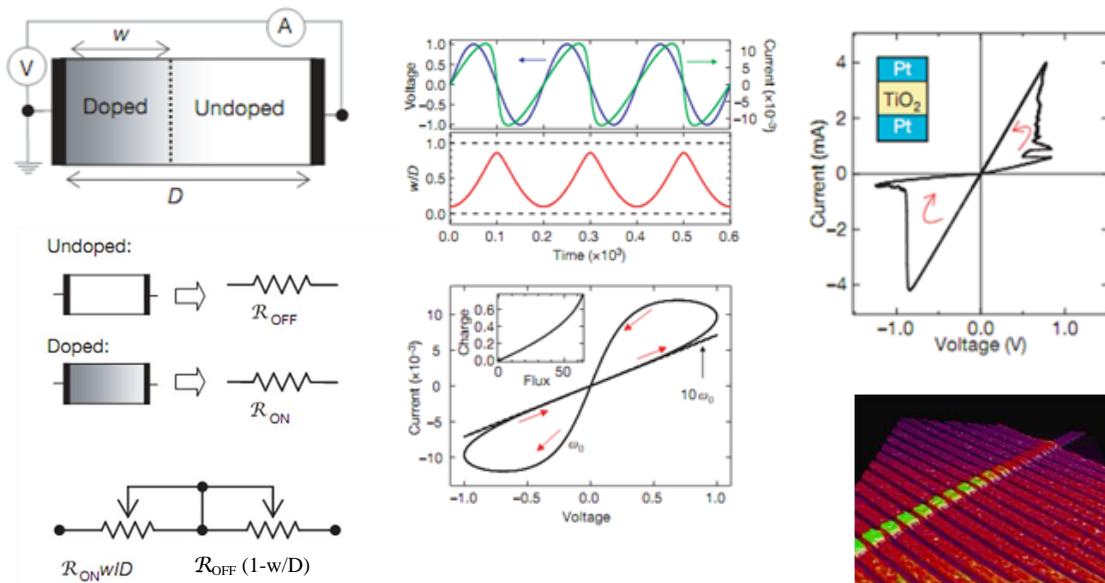 A
V
w
Doped
Undoped
D
Undoped:
ℛOFF
Doped:
ℛON
ℛONw/D
ℛOFF (1-w/D)
Voltage
1.0
0.5
0.0
−0.5
−1.0
10
5
0
−5
−10
Current (×10⁻³)
w/D
1.0
0.5
0.0
0.0 0.1 0.2 0.3 0.4 0.5 0.6
Time (×10³)
Current (×10⁻³)
10
5
0
−5
−10
Charge
0.6
0.4
0.2
0.0
0 50
Flux
10ω₀
ω₀
−1.0 −0.5 0.0 0.5 1.0
Voltage
Pt
TiO₂
Pt
Current (mA)
4
2
0
−2
−4
−1.0 0.0 1.0
Voltage (V)